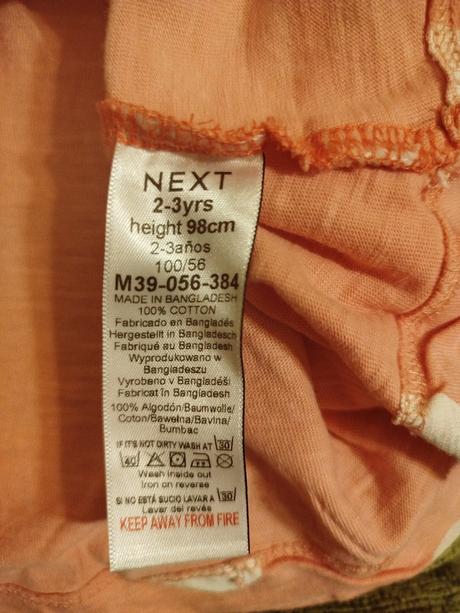 NEXT
2-3yrs
height 98cm
2-3años
100/56
M39-056-384
MADE IN BANGLADESH
100% COTTON
Fabricado en Bangladés
Hergestellt in Bangladesch
Fabriqué au Bangladesh
Wyprodukowano w
Bangladeszu
Vyrobeno v Bangladéši
Fabricat în Bangladesh
100% Algodón/Baumwolle/
Coton/Bawełna/Bavlna/
Bumbac
IF IT'S NOT DIRTY WASH AT 30
40
Wash inside out
Iron on reverse
SI NO ESTÁ SUCIO LAVAR A 30
Lavar del revés
KEEP AWAY FROM FIRE